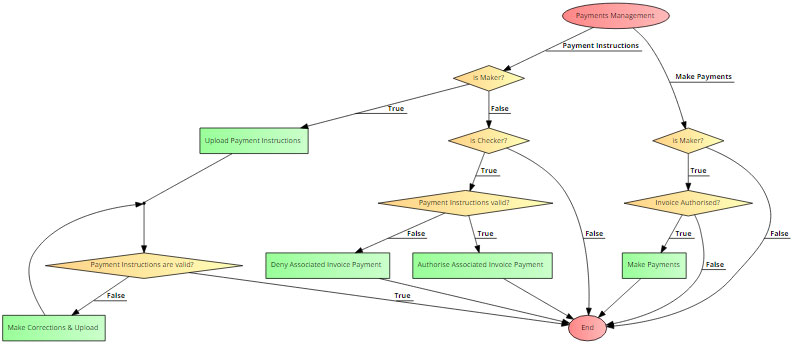 Payments Management
Payment Instructions
Make Payments
Is Maker?
True
False
Upload Payment Instructions
Is Checker?
Is Maker?
True
True
Payment Instructions valid?
Invoice Authorised?
False
True
False
True
False
Payment Instructions are valid?
Deny Associated Invoice Payment
Authorise Associated Invoice Payment
Make Payments
False
False
True
Make Corrections & Upload
End